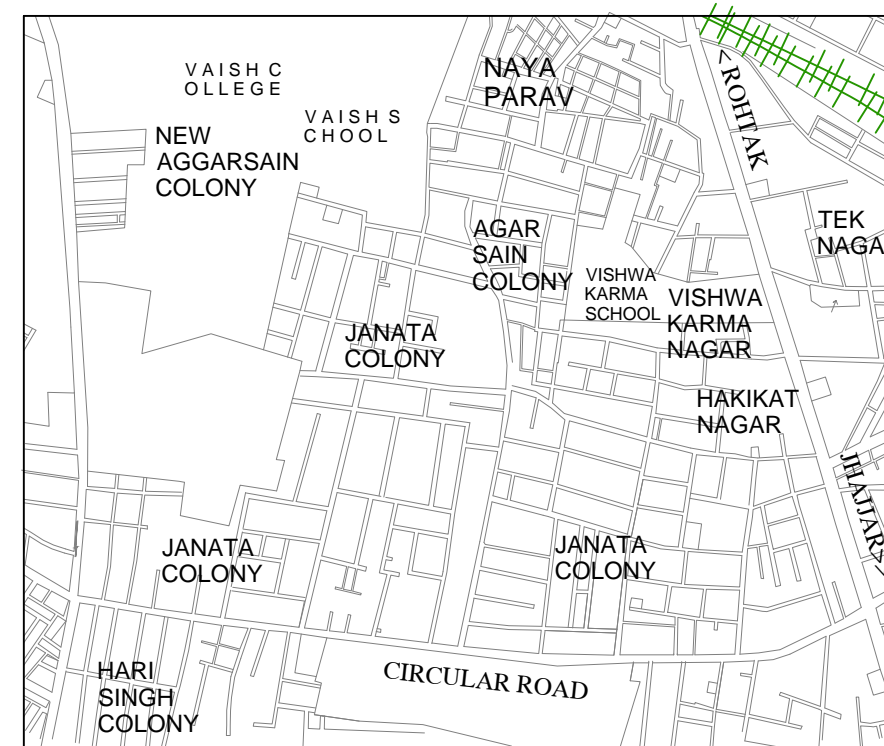 VAISH C
OLLEGE
VAISH S
CHOOL
NEW
AGGARSAIN
COLONY
NAYA
PARAV
<ROHTAK
AGAR
SAIN
COLONY
TEK
NAGA
VISHWA
KARMA
SCHOOL
VISHWA
KARMA
NAGAR
JANATA
COLONY
HAKIKAT
NAGAR
JHAJJAR>>
JANATA
COLONY
JANATA
COLONY
HARI
SINGH
COLONY
CIRCULAR ROAD